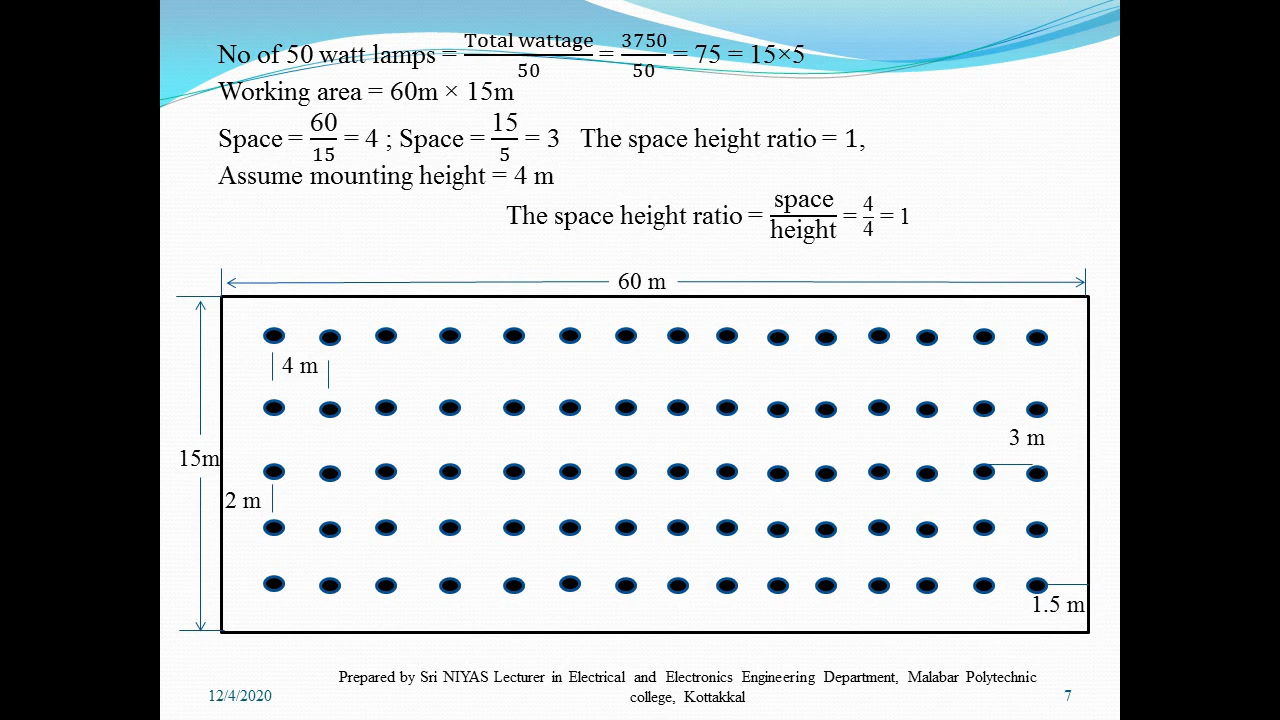 No of 50 watt lamps = Total wattage/50 = 3750/50 = 75 = 15×5
Working area = 60m × 15m
Space = 60/15 = 4 ; Space = 15/5 = 3 The space height ratio = 1,
Assume mounting height = 4 m
The space height ratio = space/height = 4/4 = 1
60 m
4 m
3 m
15m
2 m
1.5 m
Prepared by Sri NIYAS Lecturer in Electrical and Electronics Engineering Department, Malabar Polytechnic
12/4/2020 college, Kottakkal 7